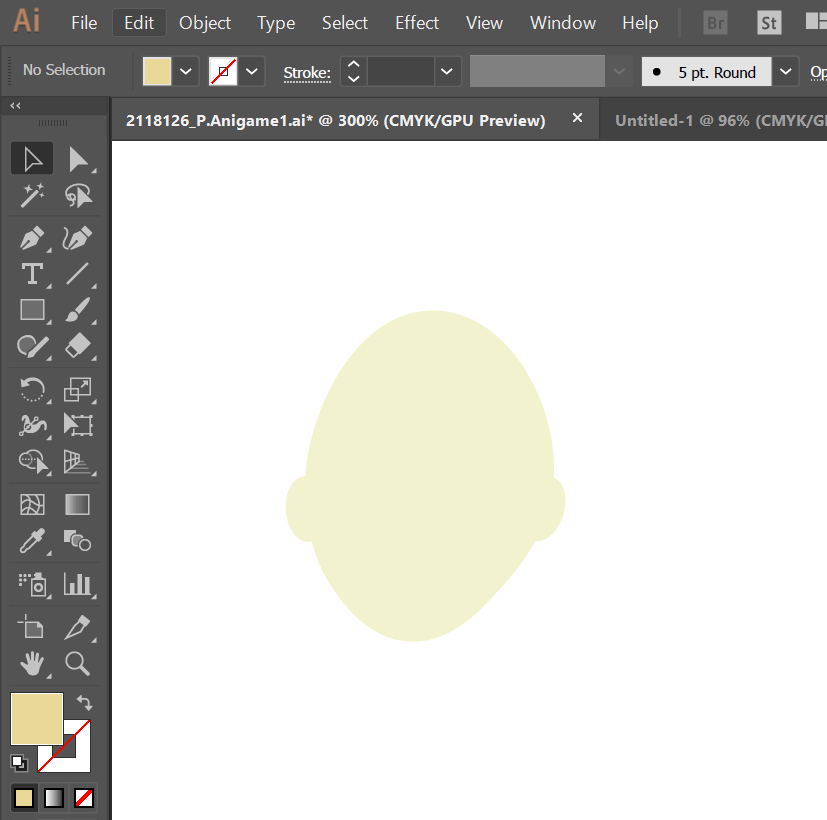 Ai File Edit Object Type Select Effect View Window Help Br St
No Selection Stroke: 5 pt. Round
2118126_P.Anigame1.ai* @ 300% (CMYK/GPU Preview) × Untitled-1 @ 96% (CMYK/
T